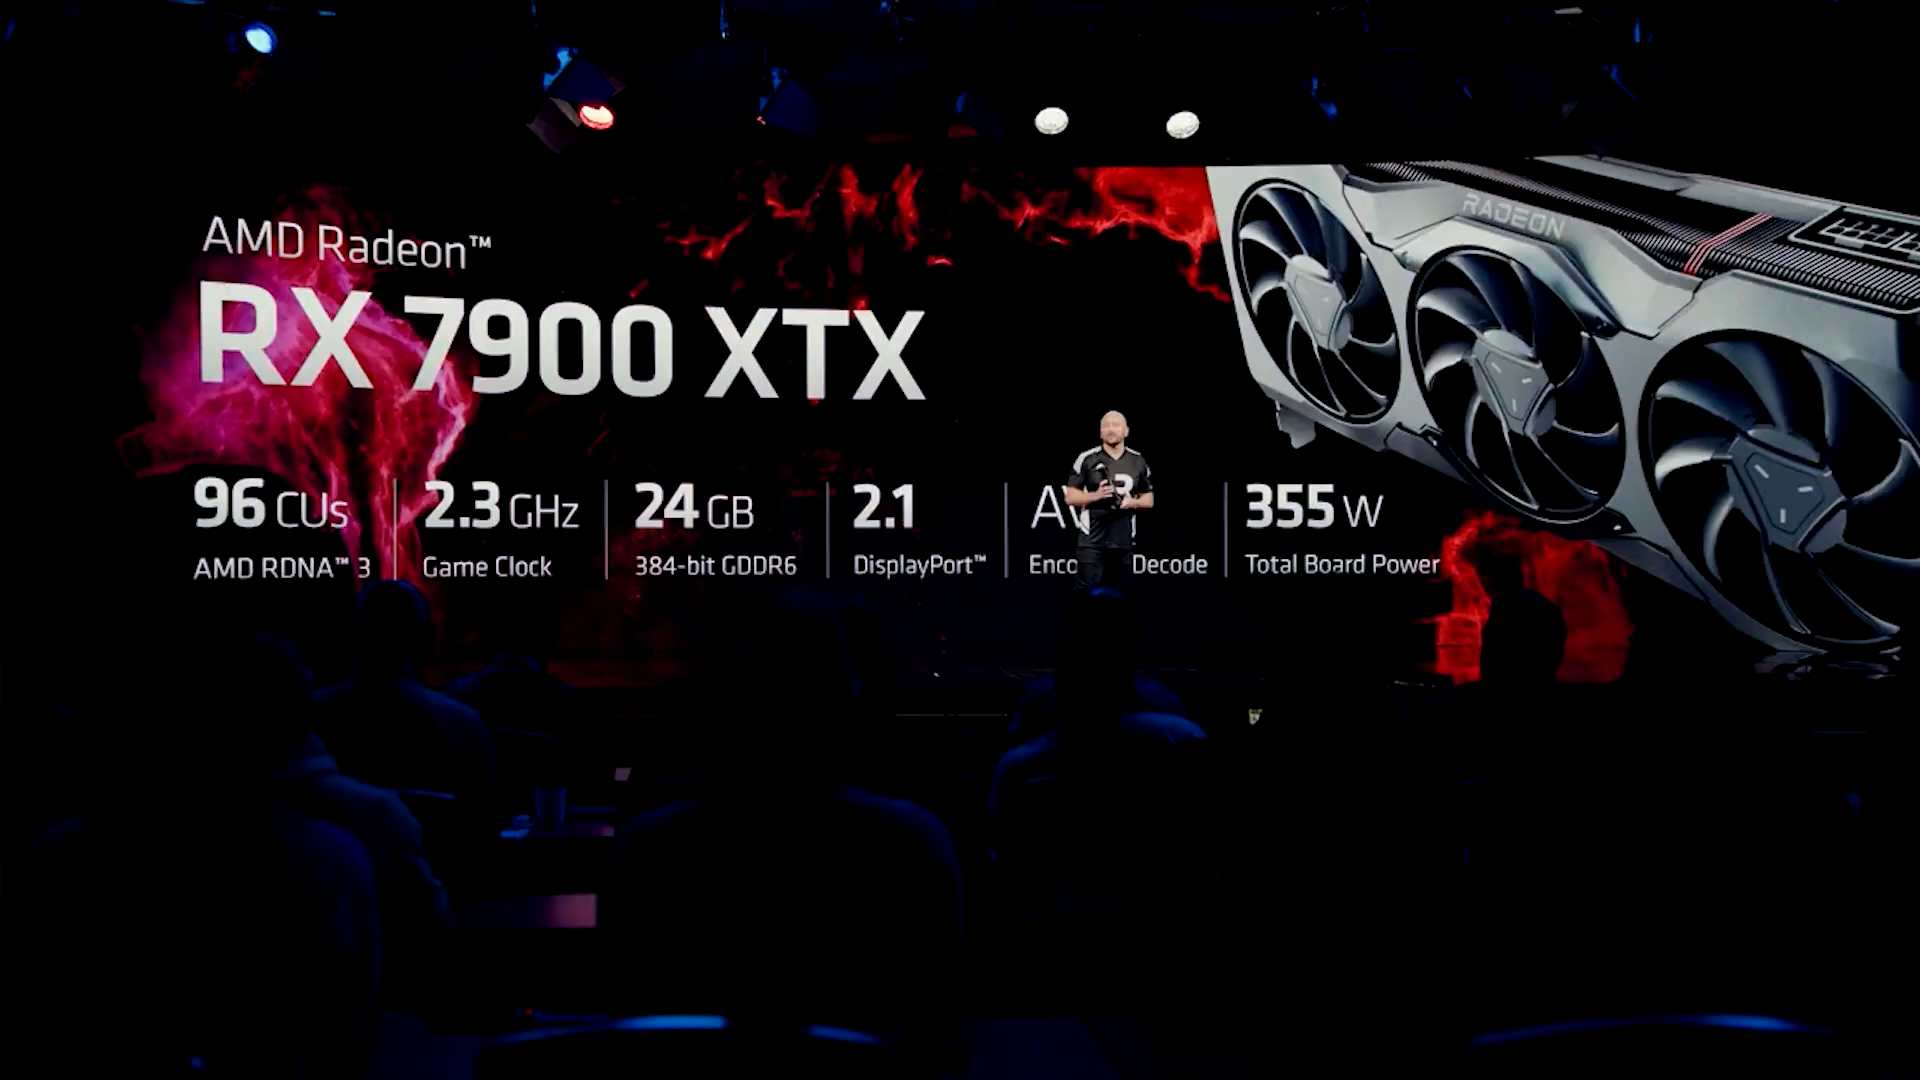 AMD Radeon™
RX 7900 XTX
RADEON
96 CUs
AMD RDNA™ 3
2.3 GHz
Game Clock
24 GB
384-bit GDDR6
2.1
DisplayPort™
Decode
355 W
Total Board Power